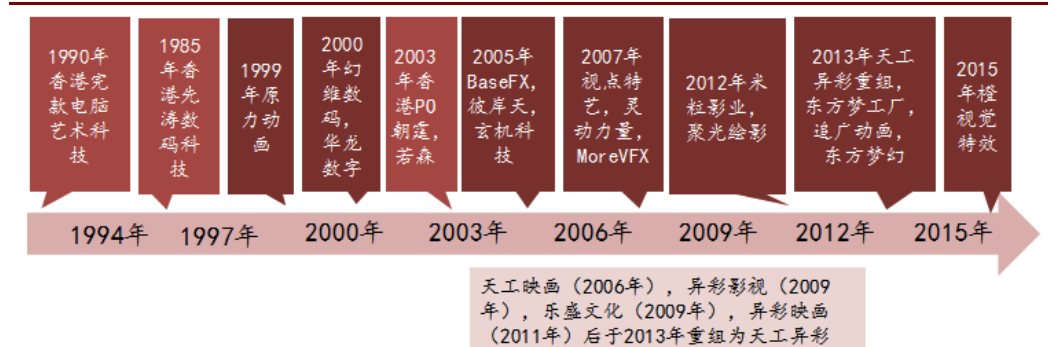 1990年
香港完
款电脑
艺术科
技
1985
年香
港先
涛数
码科
技
1999
年原
力动
画
2000
年幻
维数
码，
华龙
数字
2003
年香
港PO
朝霆，
若森
2005年
BaseFX，
彼岸天，
玄机科
技
2007年
视点特
艺，灵
动力量，
MoreVFX
2012年米
粒影业，
聚光绘影
2013年天工
异彩重组，
东方梦工厂，
追广动画，
东方梦幻
2015
年橙
视觉
特效
1994年
1997年
2000年
2003年
2006年
2009年
2012年
2015年
天工映画（2006年），异彩影视（2009
年），乐盛文化（2009年），异彩映画
（2011年）后于2013年重组为天工异彩